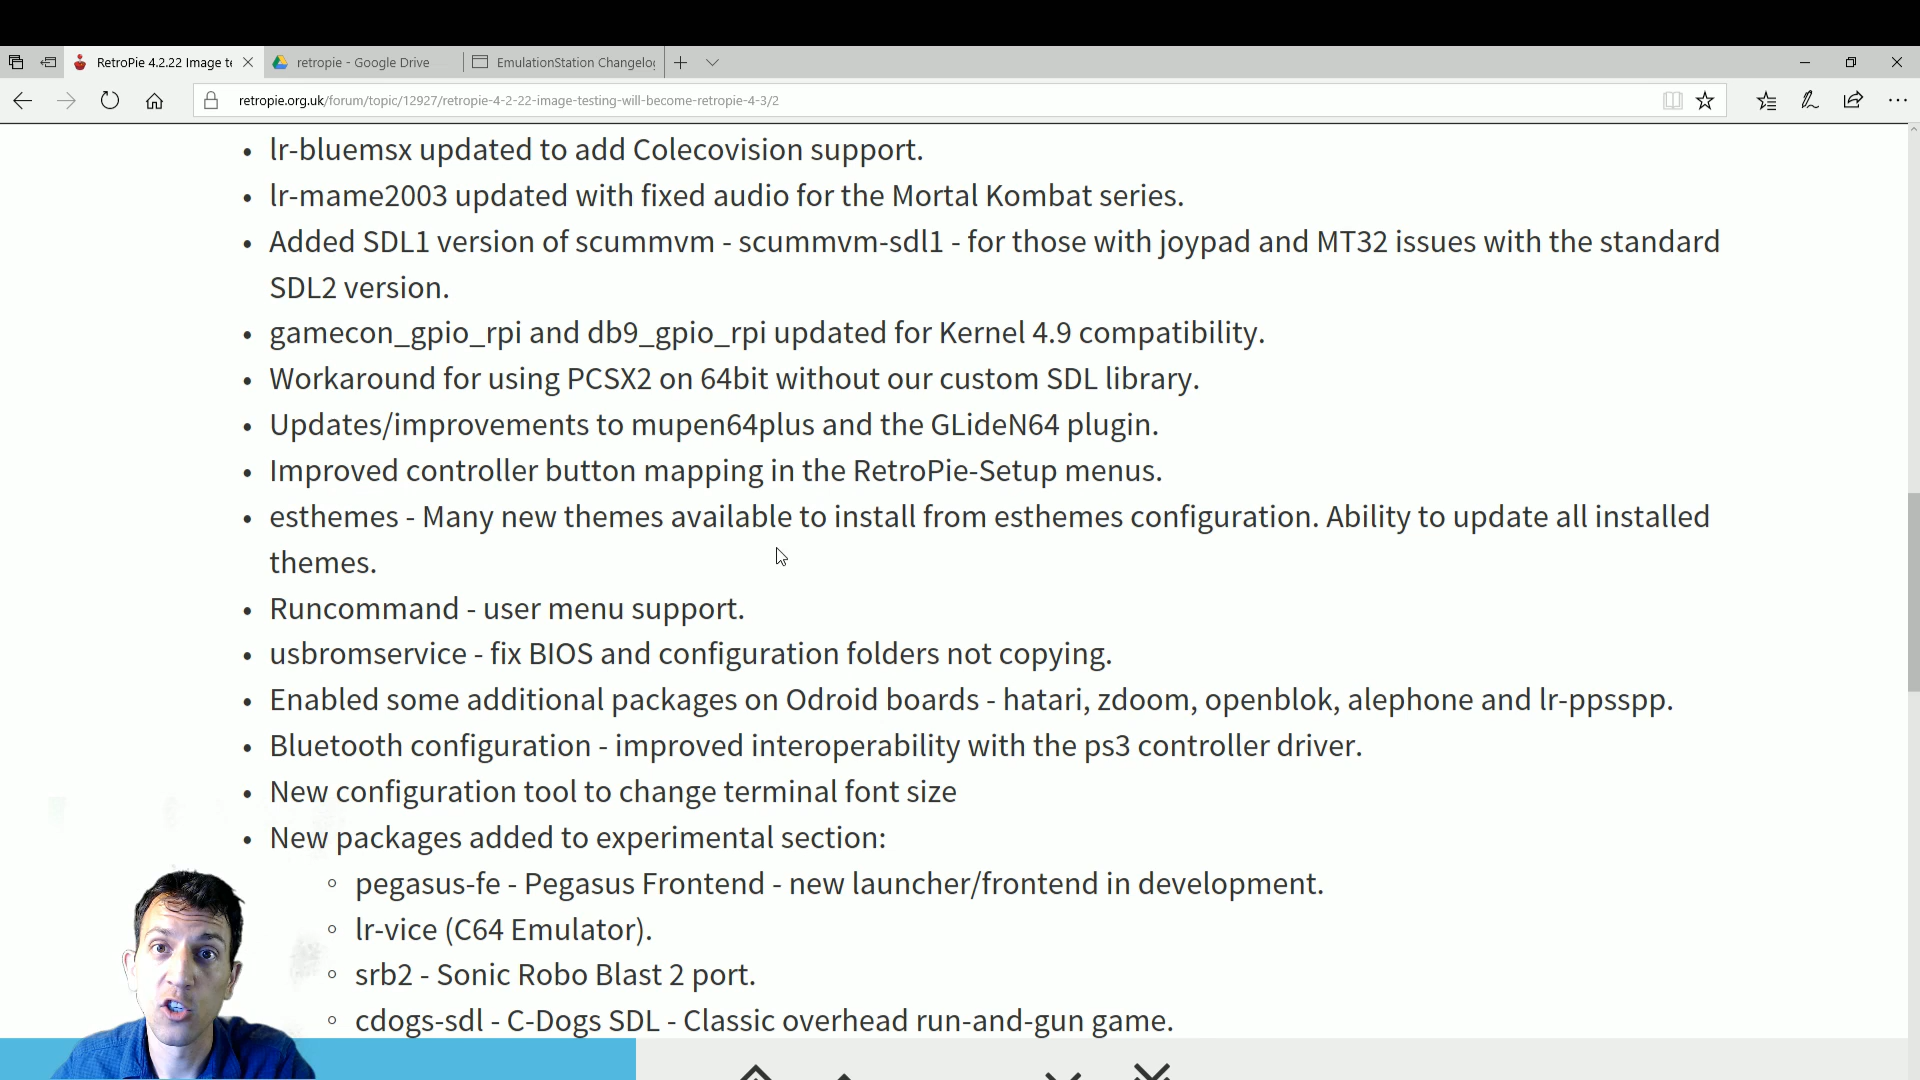 RetroPie 4.2.22 Image te
retropie - Google Drive
EmulationStation Changelo
retropie.org.uk/forum/topic/12927/retropie-4-2-22-image-testing-will-become-retropie-4-3/2
• lr-bluemsx updated to add Colecovision support.
• lr-mame2003 updated with fixed audio for the Mortal Kombat series.
• Added SDL1 version of scummvm - scummvm-sdl1 - for those with joypad and MT32 issues with the standard
SDL2 version.
• gamecon_gpio_rpi and db9_gpio_rpi updated for Kernel 4.9 compatibility.
• Workaround for using PCSX2 on 64bit without our custom SDL library.
• Updates/improvements to mupen64plus and the GLideN64 plugin.
• Improved controller button mapping in the RetroPie-Setup menus.
• esthemes - Many new themes available to install from esthemes configuration. Ability to update all installed
themes.
• Runcommand - user menu support.
• usbromservice - fix BIOS and configuration folders not copying.
• Enabled some additional packages on Odroid boards - hatari, zdoom, openblok, alephone and lr-ppsspp.
• Bluetooth configuration - improved interoperability with the ps3 controller driver.
• New configuration tool to change terminal font size
• New packages added to experimental section:
◦ pegasus-fe - Pegasus Frontend - new launcher/frontend in development.
◦ lr-vice (C64 Emulator).
◦ srb2 - Sonic Robo Blast 2 port.
◦ cdogs-sdl - C-Dogs SDL - Classic overhead run-and-gun game.